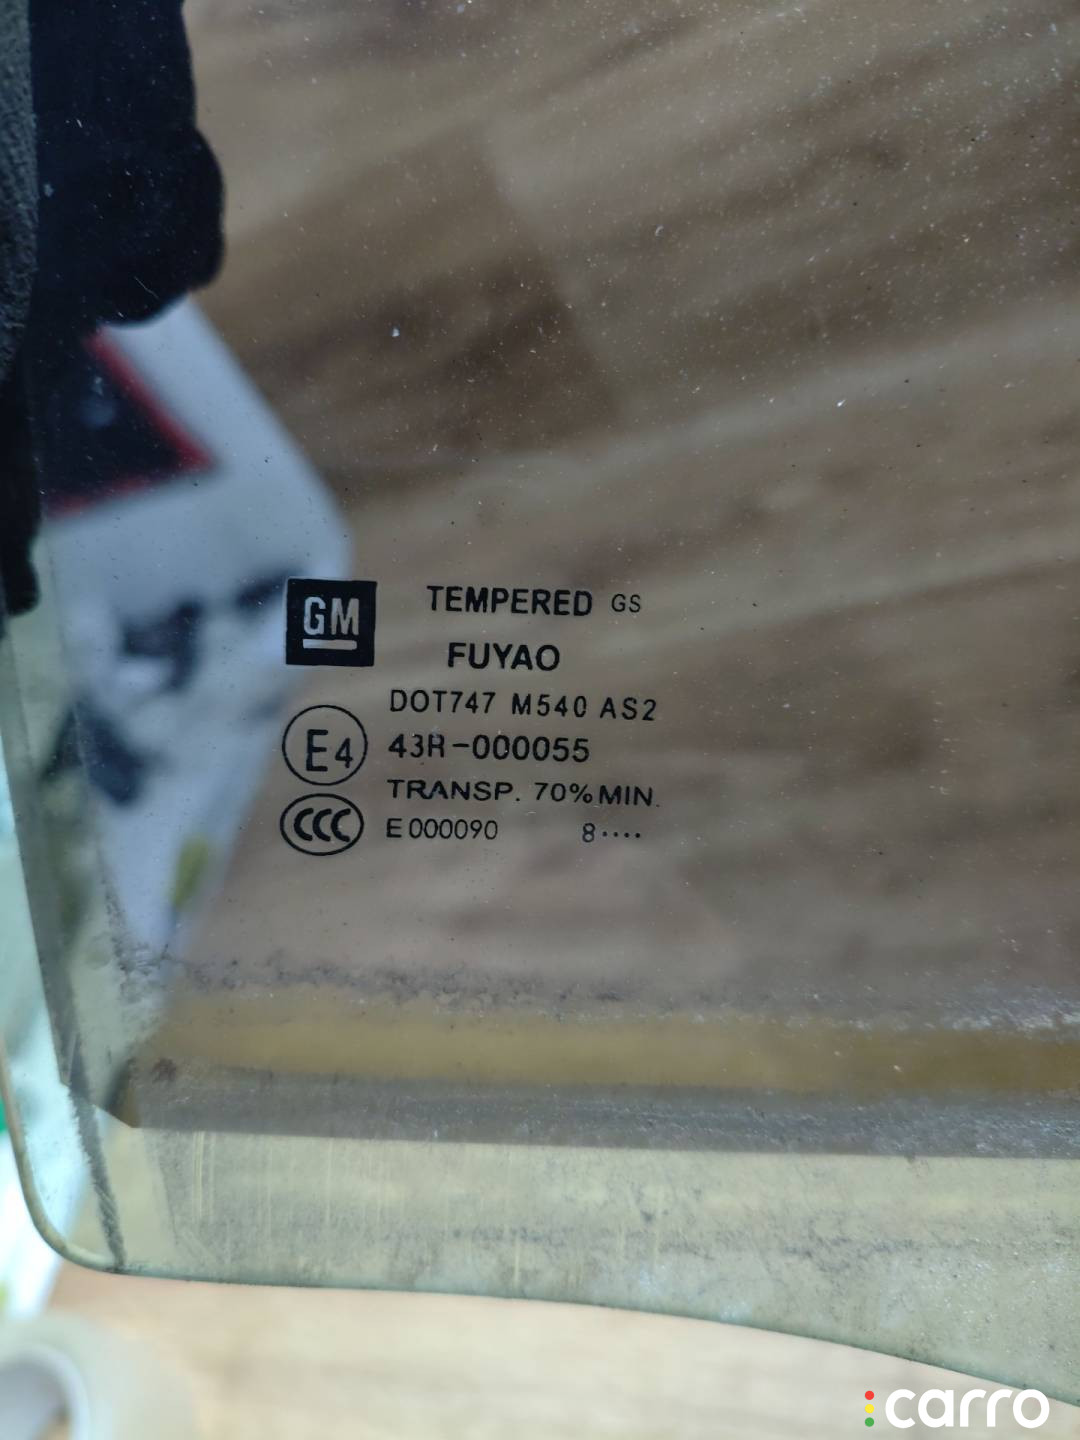 GM TEMPERED GS
FUYAO
DOT747 M540 AS2
E4 43R-000055
TRANSP. 70% MIN.
CCC E000090 8....
carro